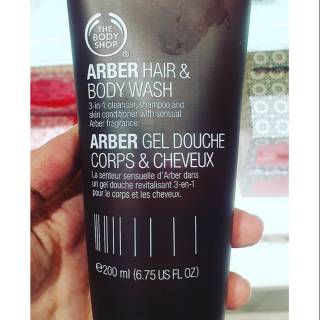 THE
BODY
SHOP
®
ARBER HAIR &
BODY WASH
3-in-1 cleanser, shampoo and
skin conditioner with sensual
Arber fragrance.
ARBER GEL DOUCHE
CORPS & CHEVEUX
La senteur sensuelle d'Arber dans
un gel douche revitalisant 3-en-1
pour le corps et les cheveux.
℮200 ml (6.75 US FL OZ)